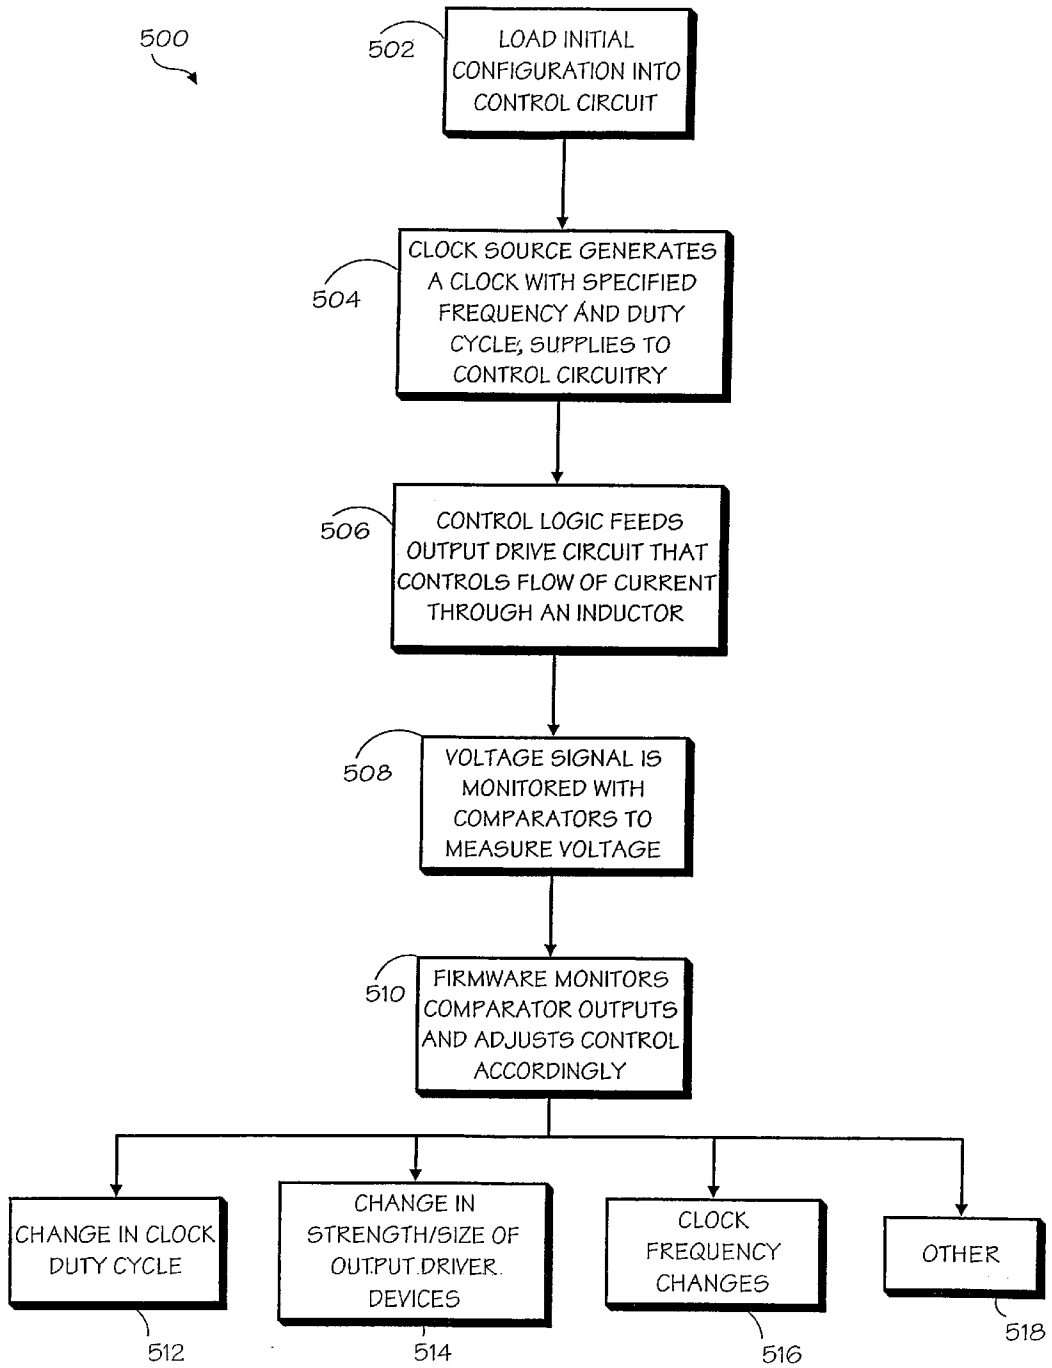 500
502
LOAD INITIAL
CONFIGURATION INTO
CONTROL CIRCUIT
504
CLOCK SOURCE GENERATES
A CLOCK WITH SPECIFIED
FREQUENCY AND DUTY
CYCLE; SUPPLIES TO
CONTROL CIRCUITRY
506
CONTROL LOGIC FEEDS
OUTPUT DRIVE CIRCUIT THAT
CONTROLS FLOW OF CURRENT
THROUGH AN INDUCTOR
508
VOLTAGE SIGNAL IS
MONITORED WITH
COMPARATORS TO
MEASURE VOLTAGE
510
FIRMWARE MONITORS
COMPARATOR OUTPUTS
AND ADJUSTS CONTROL
ACCORDINGLY
CHANGE IN CLOCK
DUTY CYCLE
512
CHANGE IN
STRENGTH/SIZE OF
OUTPUT DRIVER
DEVICES
514
CLOCK
FREQUENCY
CHANGES
516
OTHER
518